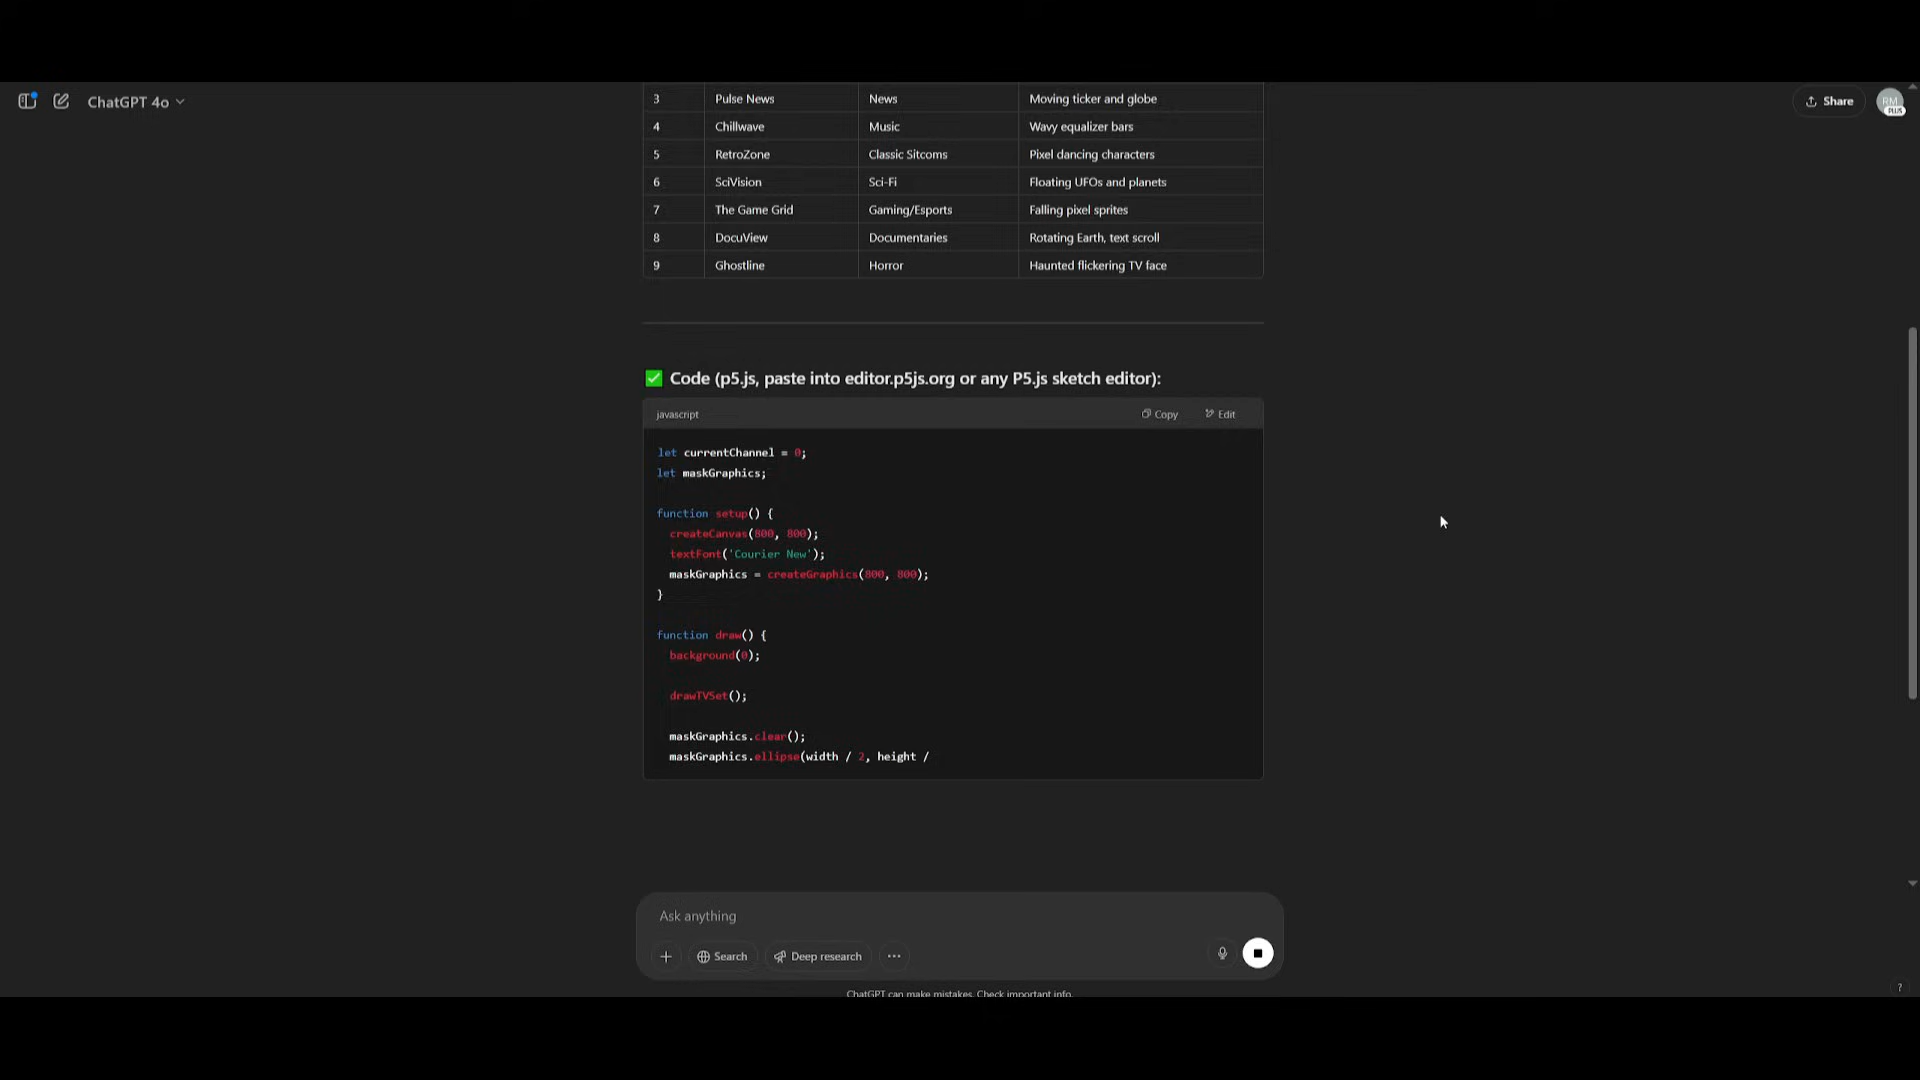 ChatGPT 4o
Share
RM
PLUS
3 Pulse News News Moving ticker and globe
4 Chillwave Music Wavy equalizer bars
5 RetroZone Classic Sitcoms Pixel dancing characters
6 SciVision Sci-Fi Floating UFOs and planets
7 The Game Grid Gaming/Esports Falling pixel sprites
8 DocuView Documentaries Rotating Earth, text scroll
9 Ghostline Horror Haunted flickering TV face
✅ Code (p5.js, paste into editor.p5js.org or any P5.js sketch editor):
javascript Copy Edit
let currentChannel = 0;
let maskGraphics;
function setup() {
createCanvas(800, 800);
textFont('Courier New');
maskGraphics = createGraphics(800, 800);
}
function draw() {
background(0);
drawTVSet();
maskGraphics.clear();
maskGraphics.ellipse(width / 2, height /
Ask anything
Search Deep research
ChatGPT can make mistakes. Check important info.
?